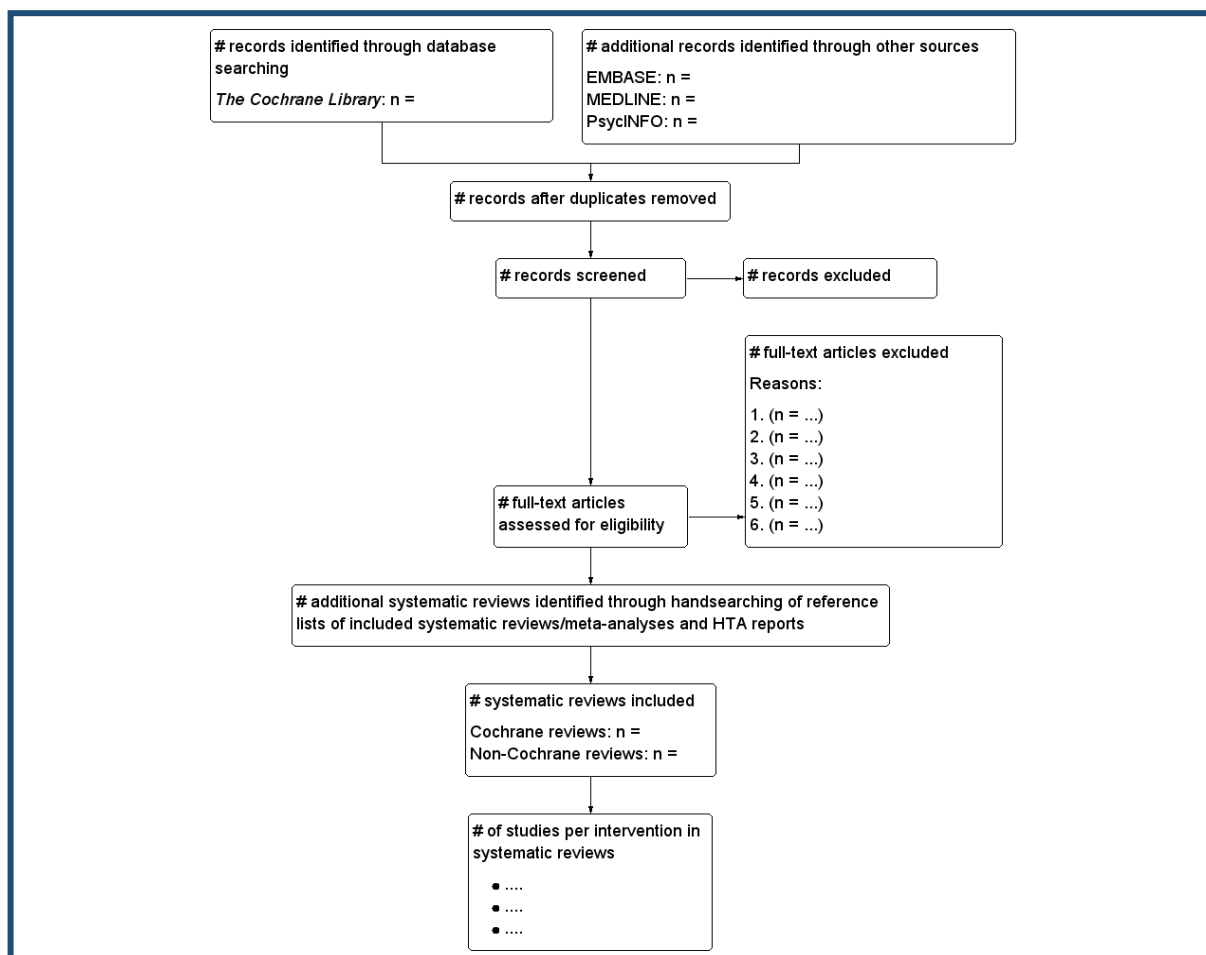 # records identified through database
searching
The Cochrane Library: n =
# additional records identified through other sources
EMBASE: n =
MEDLINE: n =
PsycINFO: n =
# records after duplicates removed
# records screened
# records excluded
# full-text articles excluded
Reasons:
1. (n = ...)
2. (n = ...)
3. (n = ...)
4. (n = ...)
5. (n = ...)
6. (n = ...)
# full-text articles
assessed for eligibility
# additional systematic reviews identified through handsearching of reference
lists of included systematic reviews/meta-analyses and HTA reports
# systematic reviews included
Cochrane reviews: n =
Non-Cochrane reviews: n =
# of studies per intervention in
systematic reviews
● ....
● ....
● ....